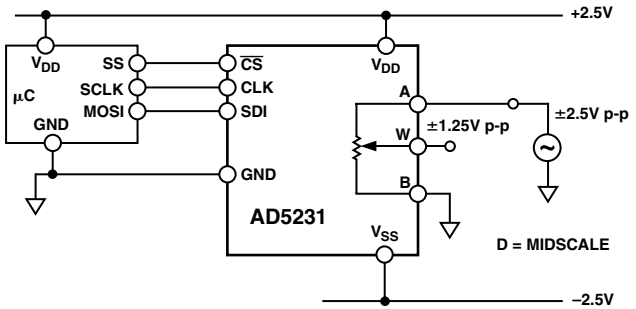 +2.5V
VDD
SS
SCLK
MOSI
µC
GND
CS
CLK
SDI
GND
VDD
A
W
B
±1.25V p-p
±2.5V p-p
~
AD5231
VSS
D = MIDSCALE
–2.5V